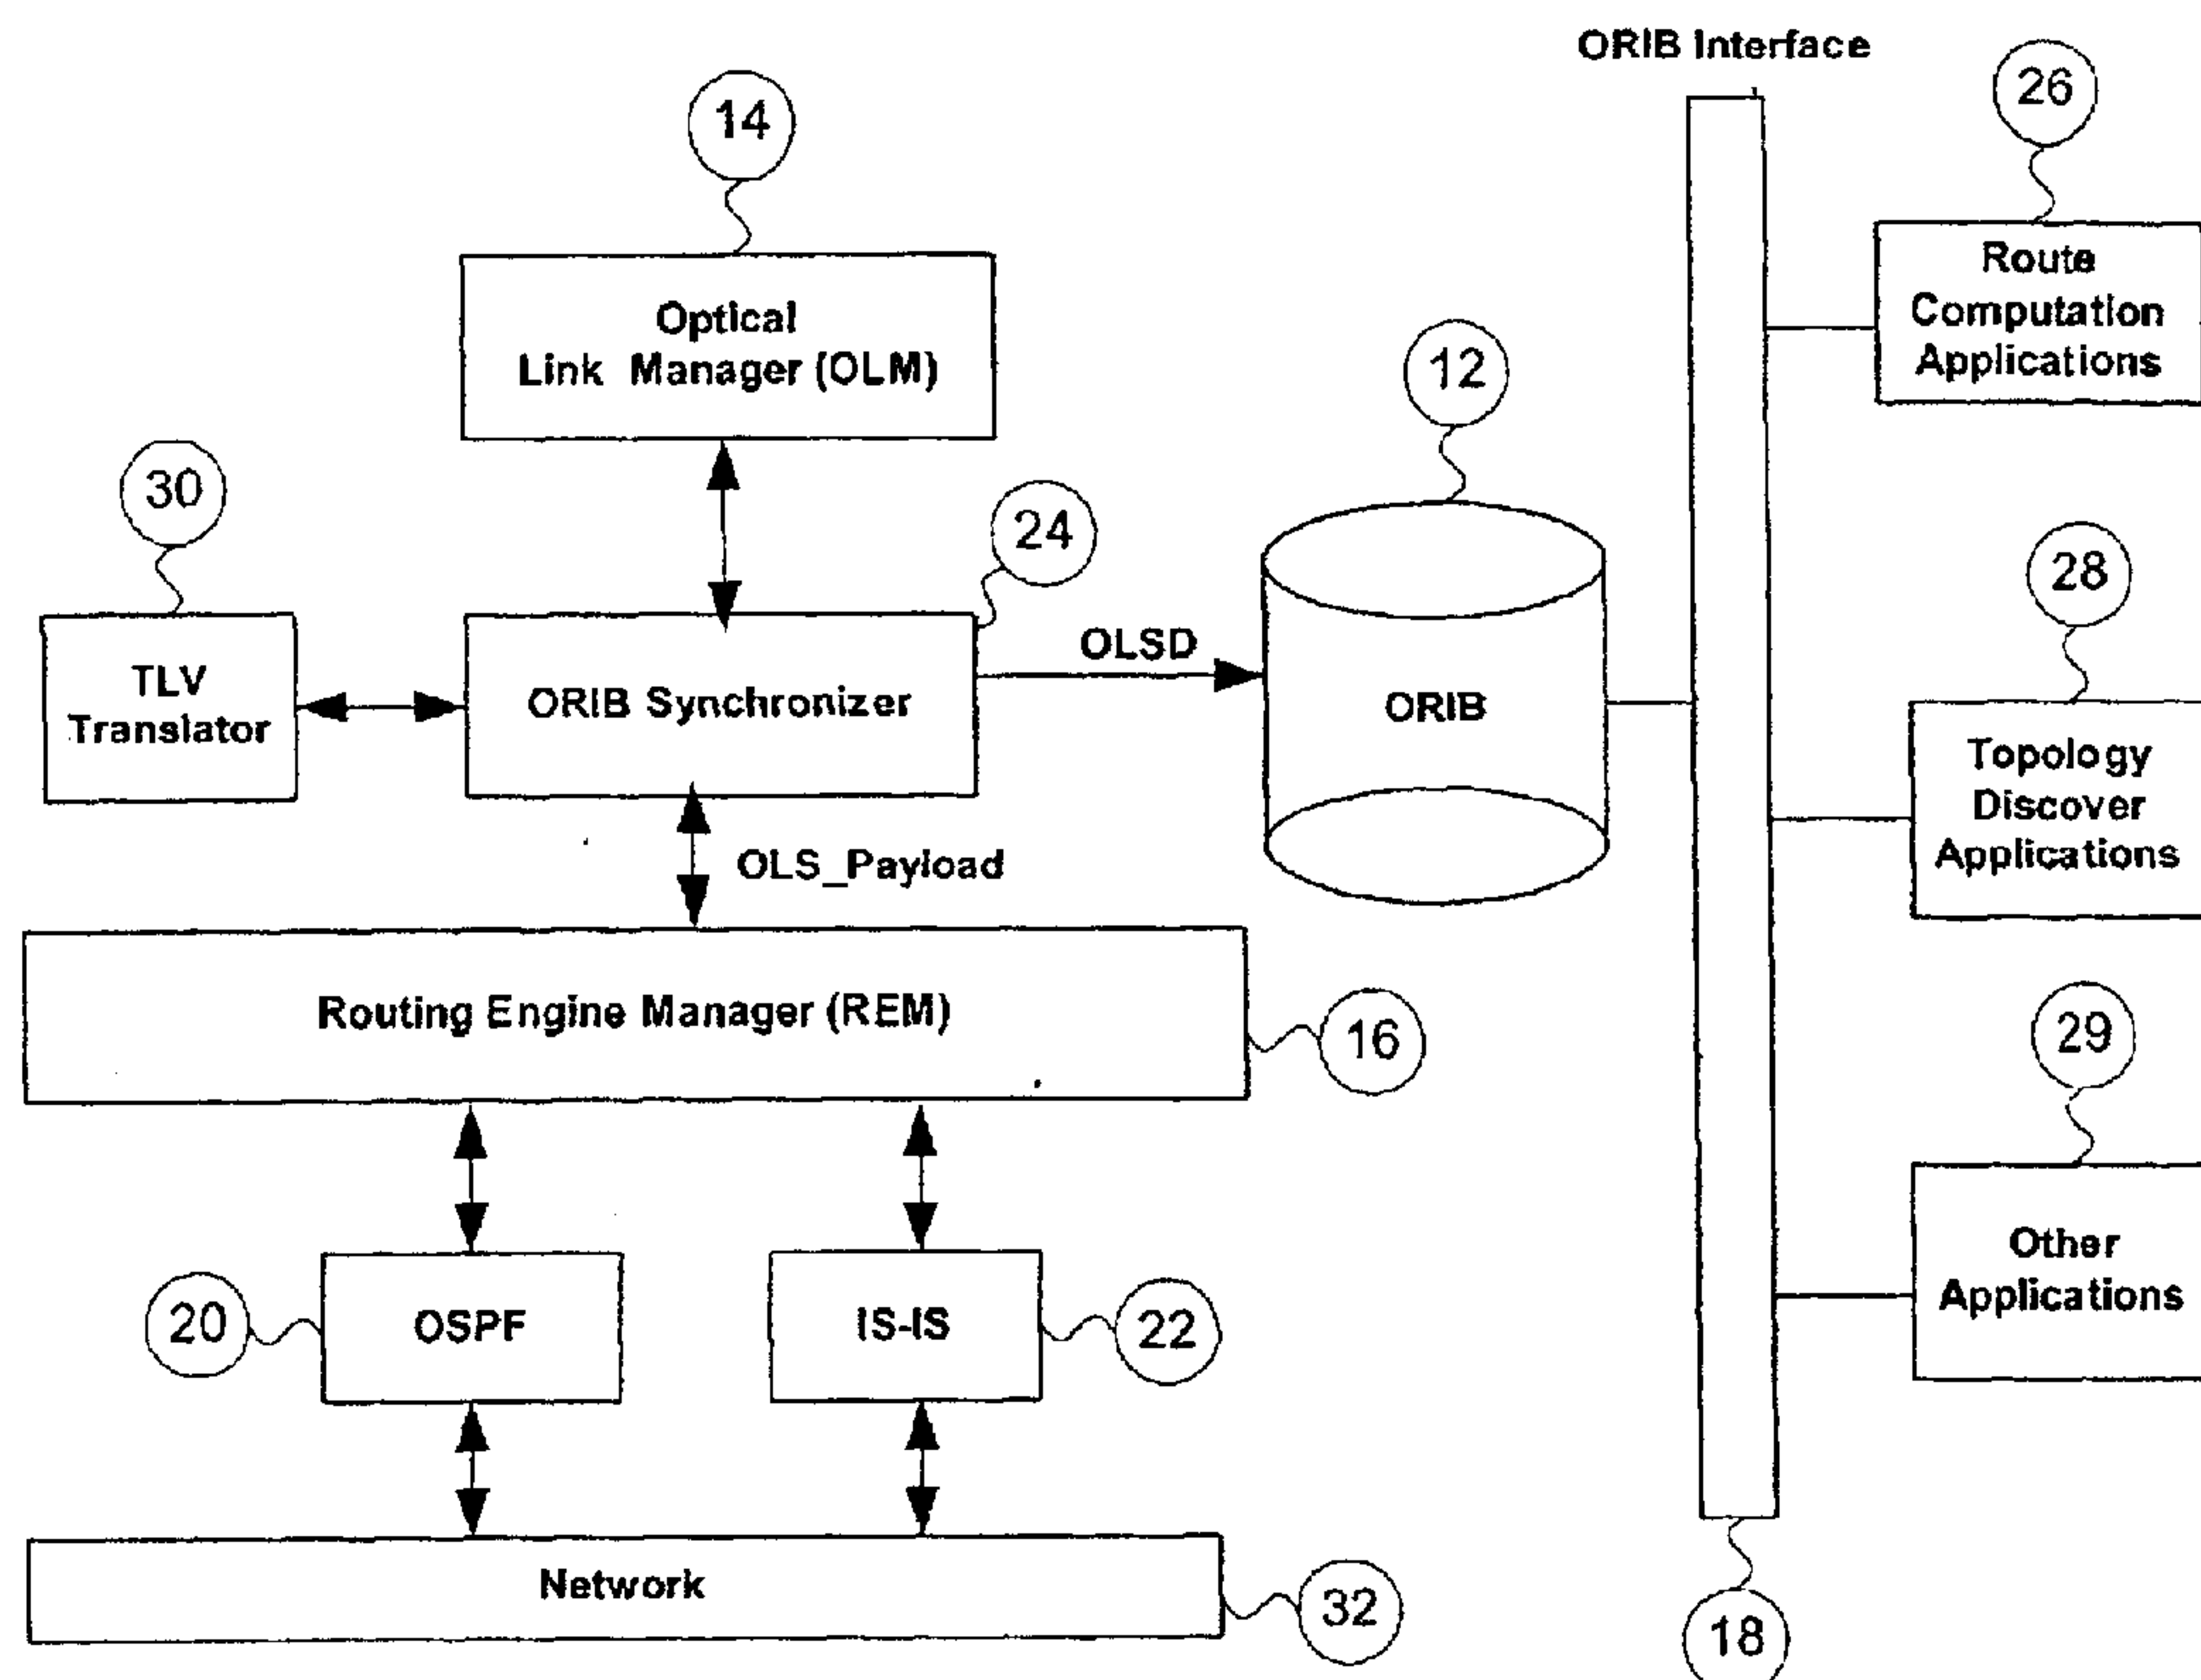 ORIB Interface
26
14
Route
Computation
Applications
Optical
Link Manager (OLM)
12
30
24
28
OLSD
TLV
Translator
ORIB Synchronizer
ORIB
Topology
Discover
Applications
OLS_Payload
Routing Engine Manager (REM)
16
29
Other
Applications
20
OSPF
IS-IS
22
Network
32
18